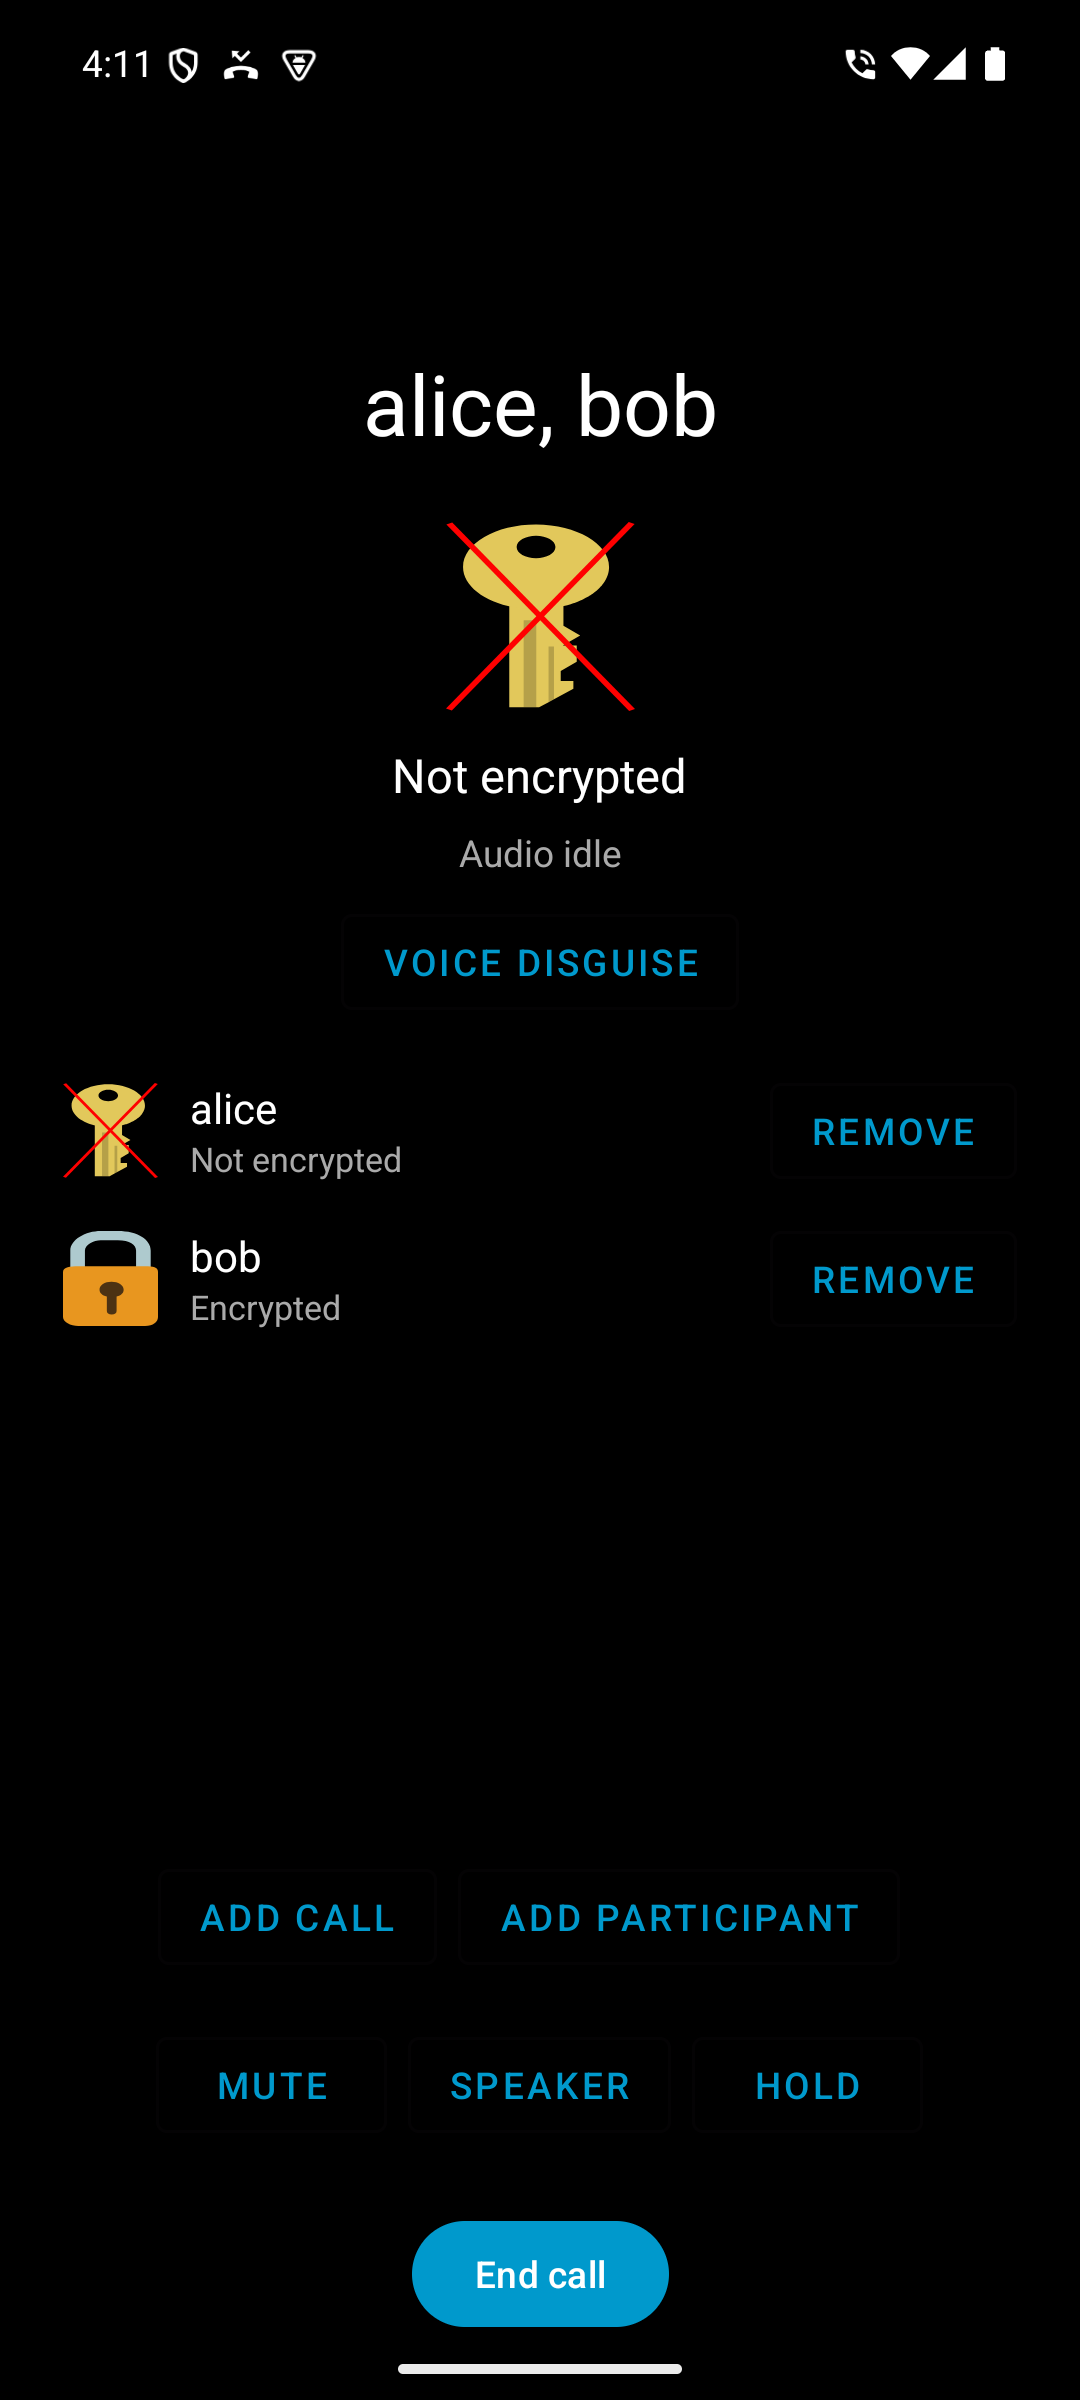 4:11
alice, bob
Not encrypted
Audio idle
VOICE DISGUISE
alice
Not encrypted
REMOVE
bob
Encrypted
REMOVE
ADD CALL
ADD PARTICIPANT
MUTE
SPEAKER
HOLD
End call